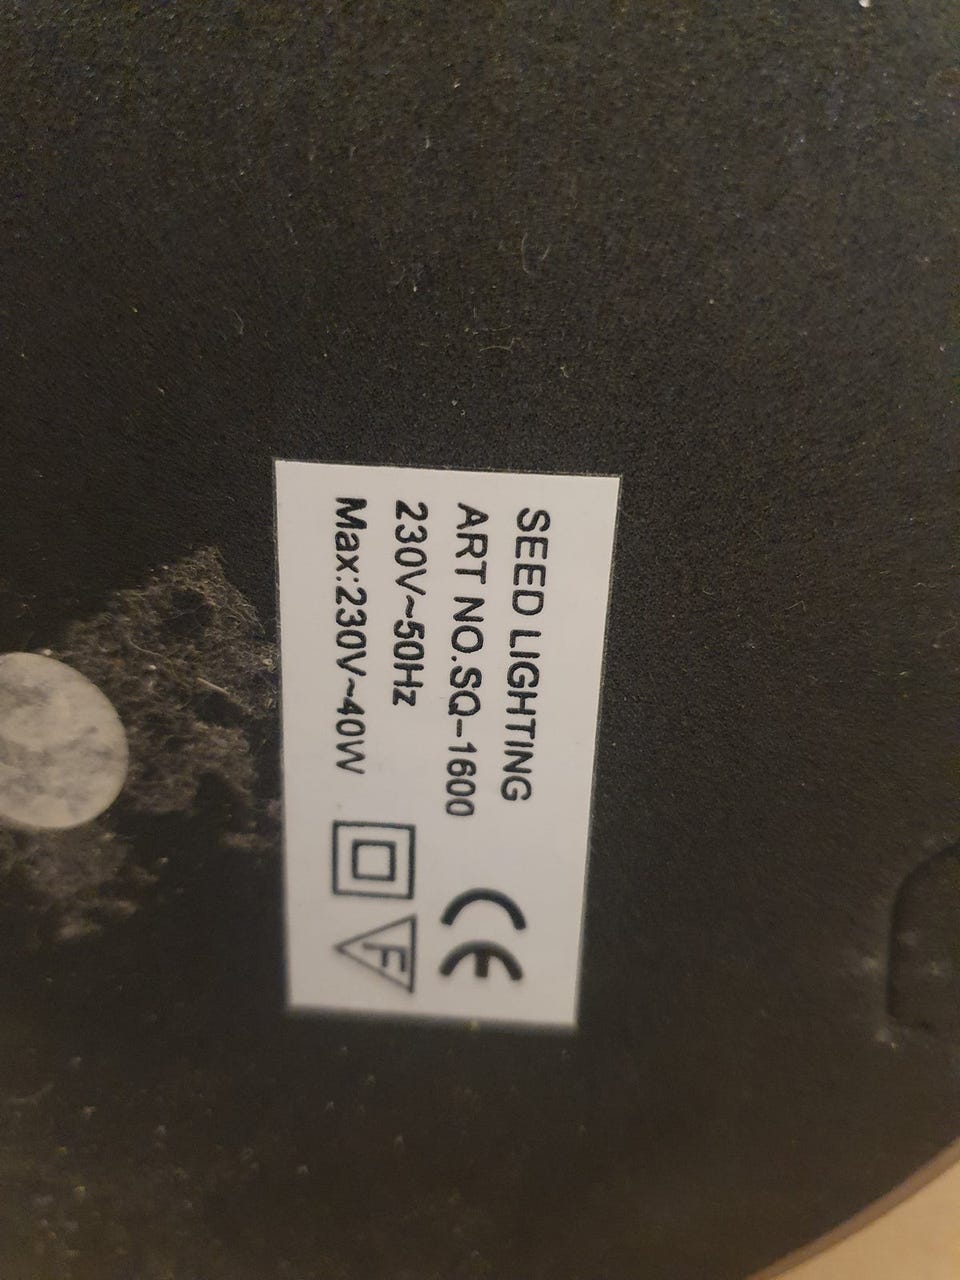 SEED LIGHTING
ART NO.SQ-1600
230V~50Hz
Max:230V~40W
CE
F